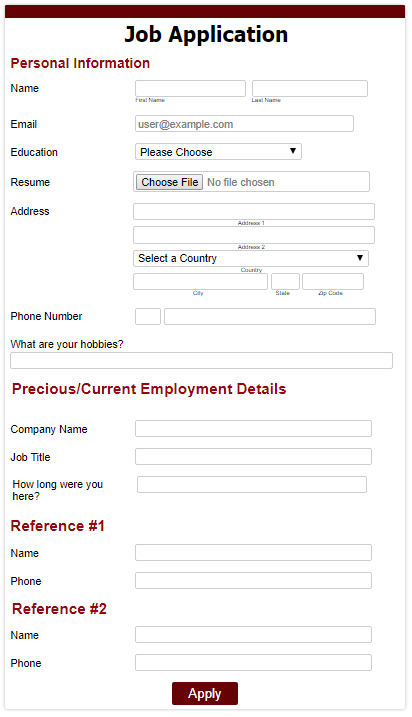 Job Application
Personal Information
Name
First Name Last Name
Email user@example.com
Education Please Choose
Resume Choose File No file chosen
Address
Address 1
Address 2
Select a Country
Country
City State Zip Code
Phone Number
What are your hobbies?
Precious/Current Employment Details
Company Name
Job Title
How long were you
here?
Reference #1
Name
Phone
Reference #2
Name
Phone
Apply